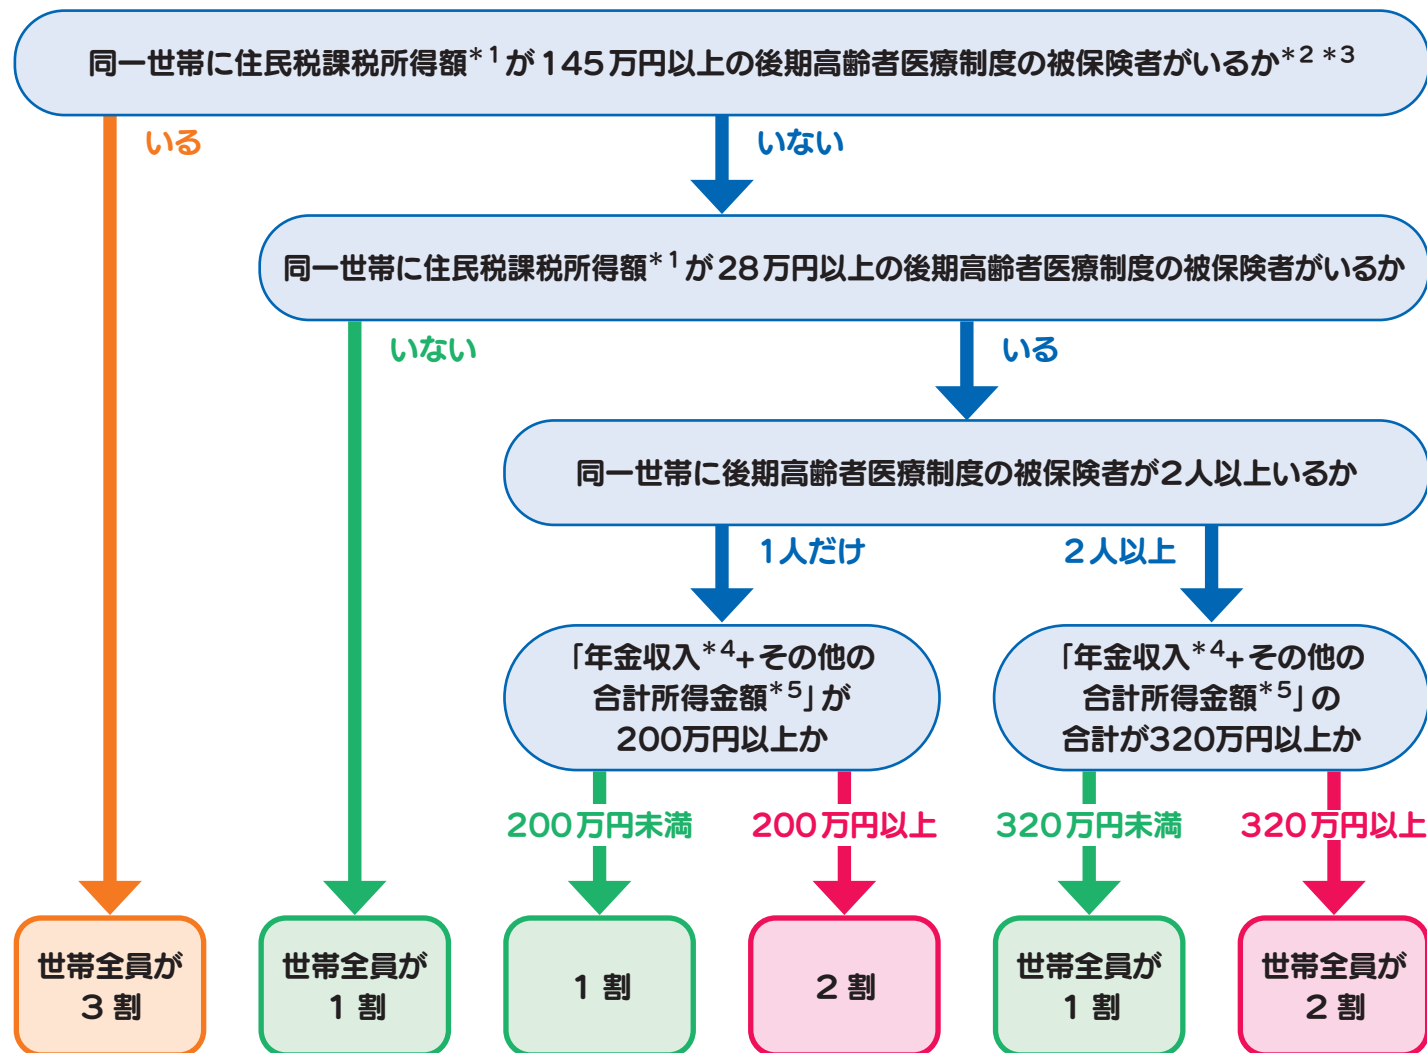 同一世帯に住民税課税所得額*1が145万円以上の後期高齢者医療制度の被保険者がいるか*2 *3
いる
いない
同一世帯に住民税課税所得額*1が28万円以上の後期高齢者医療制度の被保険者がいるか
いない
いる
同一世帯に後期高齢者医療制度の被保険者が2人以上いるか
1人だけ
2人以上
「年金収入*4+その他の
合計所得金額*5」が
200万円以上か
「年金収入*4+その他の
合計所得金額*5」の
合計が320万円以上か
200万円未満
200万円以上
320万円未満
320万円以上
世帯全員が
3 割
世帯全員が
1 割
1 割
2 割
世帯全員が
1 割
世帯全員が
2 割